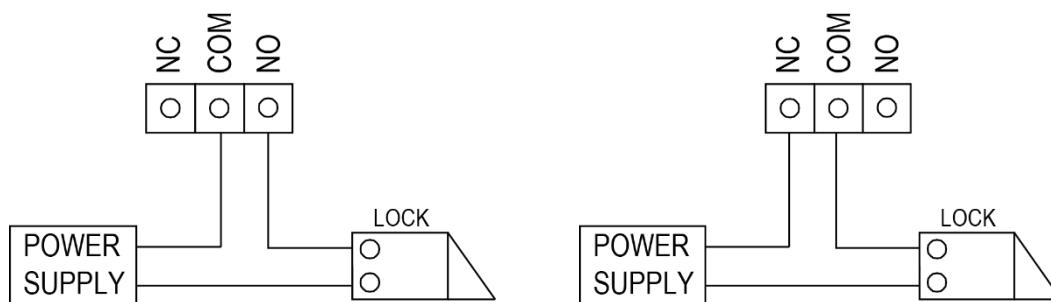 NC COM NO
LOCK
POWER
SUPPLY
NC COM NO
LOCK
POWER
SUPPLY